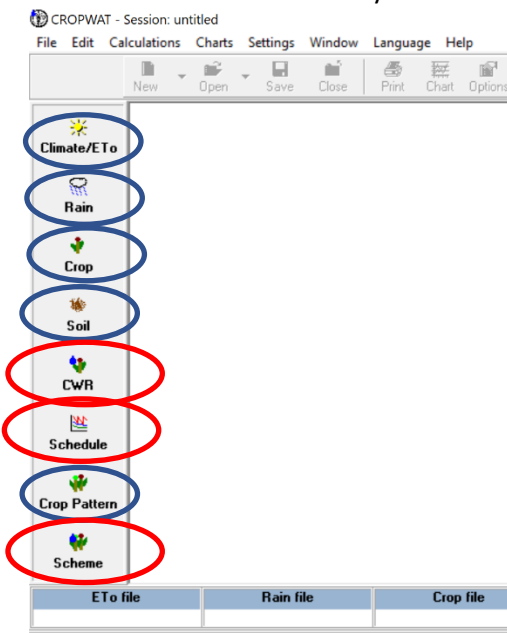 CROPWAT - Session: untitled
File Edit Calculations Charts Settings Window Language Help
New Open Save Close Print Chart Options
Climate/ETo
Rain
Crop
Soil
CWR
Schedule
Crop Pattern
Scheme
ETo file Rain file Crop file